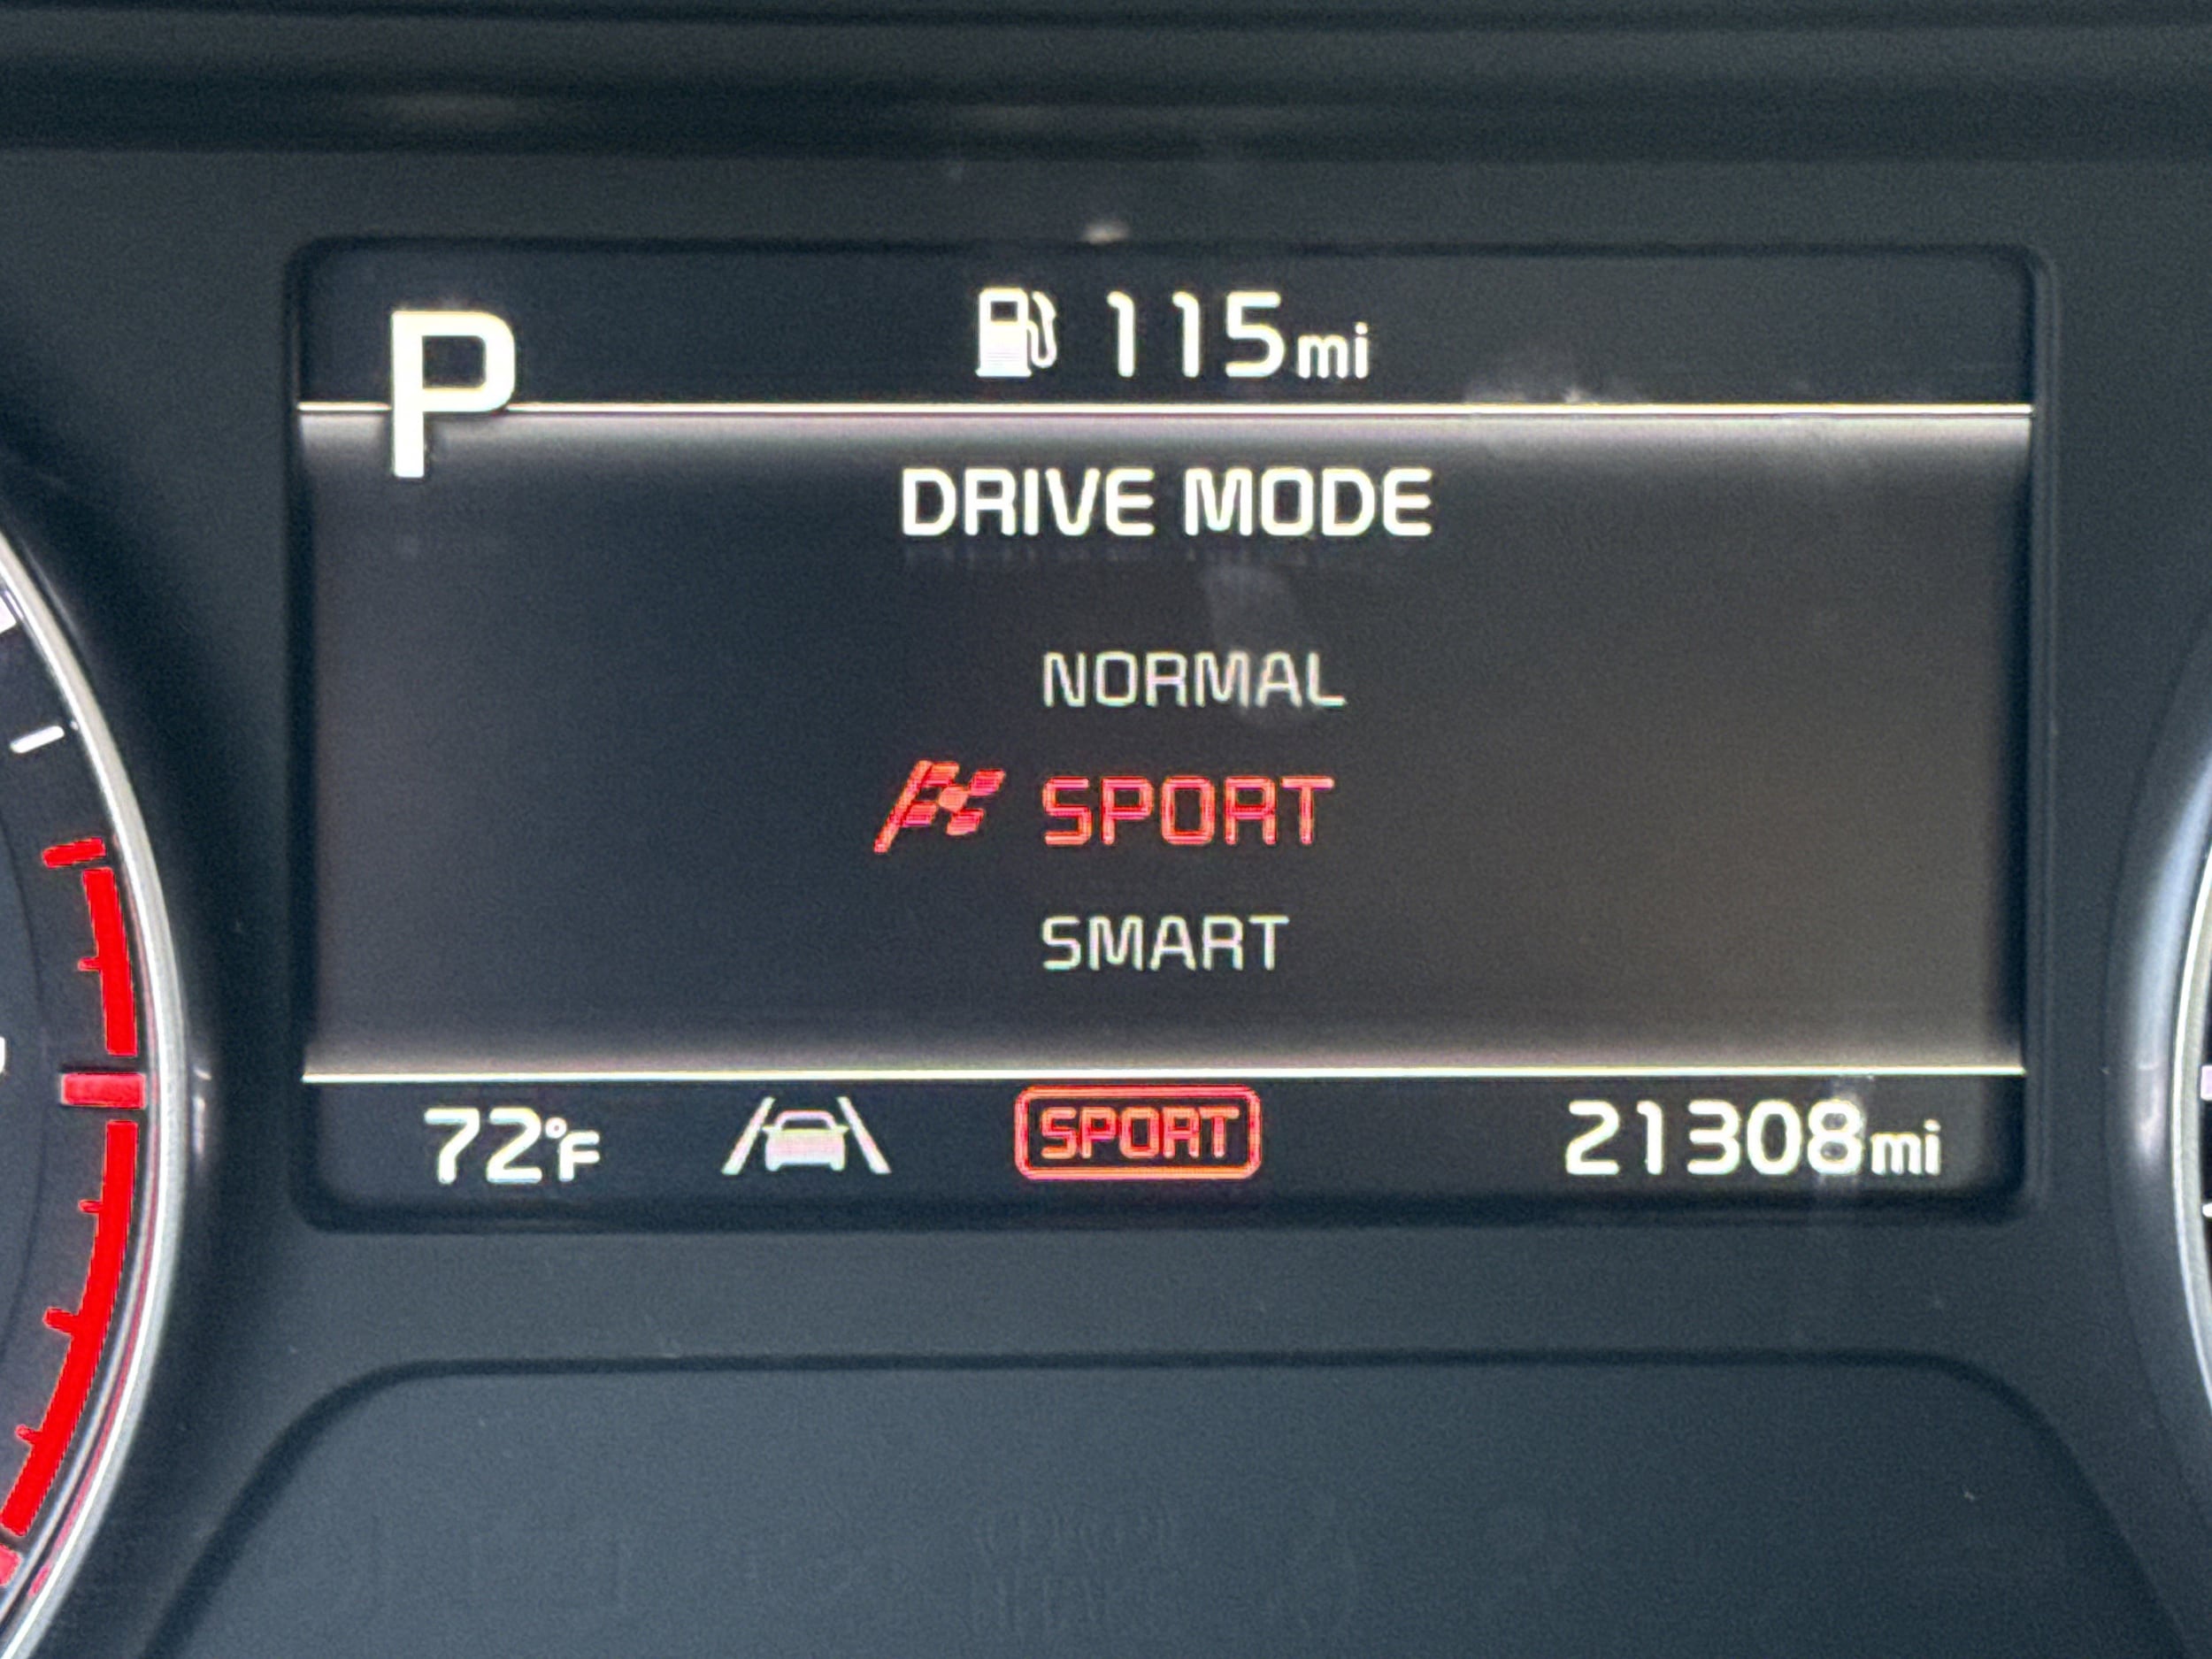 P
115mi
DRIVE MODE
NORMAL
SPORT
SMART
72°F SPORT 21308mi